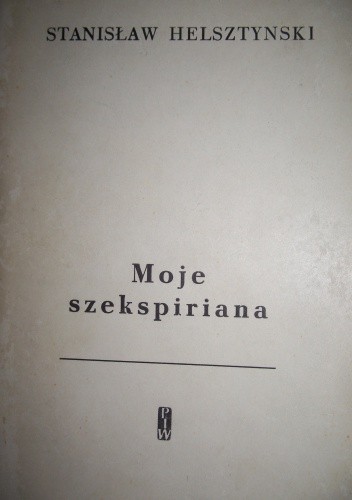 STANISŁAW HELSZTYNSKI
Moje
szekspiriana
PIW